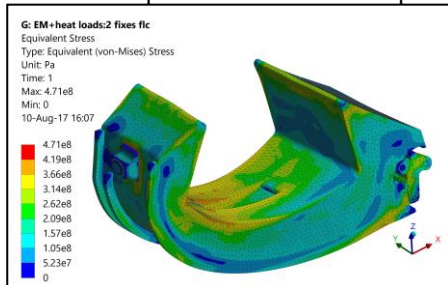 G: EM+heat loads:2 fixes flc
Equivalent Stress
Type: Equivalent (von-Mises) Stress
Unit: Pa
Time: 1
Max: 4.71e8
Min: 0
10-Aug-17 16:07
4.71e8
4.19e8
3.66e8
3.14e8
2.62e8
2.09e8
1.57e8
1.05e8
5.23e7
0
Z
Y
X